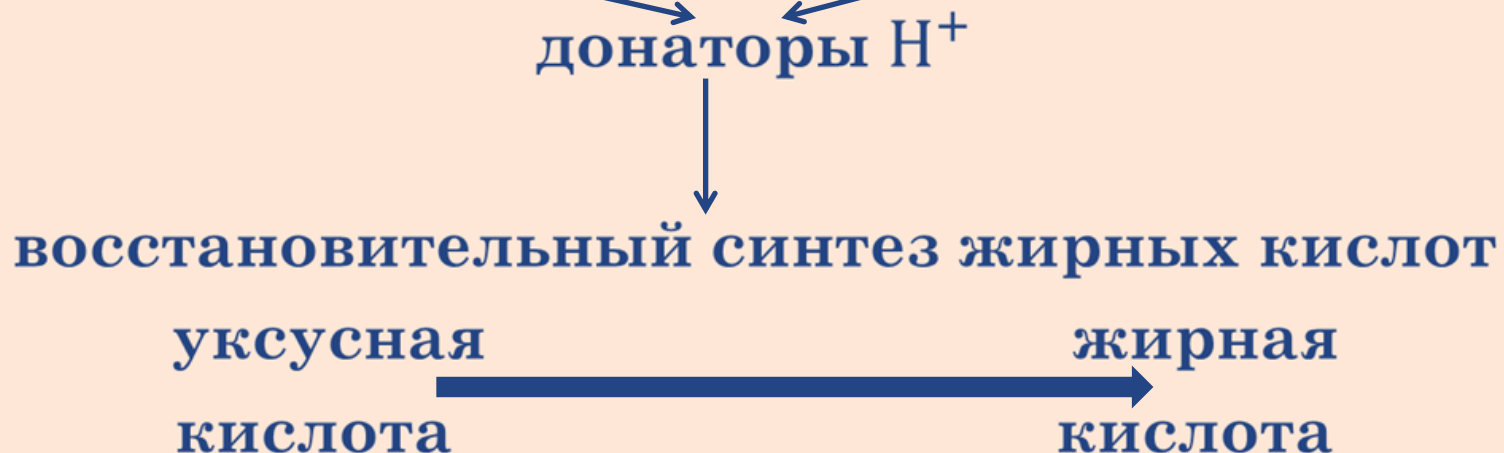 донаторы H⁺
восстановительный синтез жирных кислот
уксусная жирная
кислота кислота